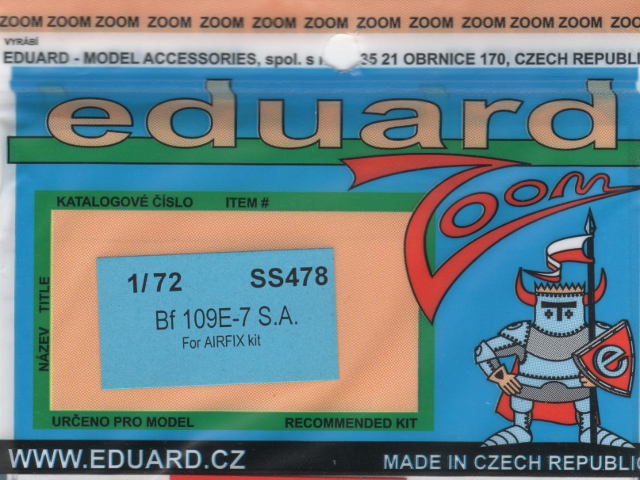 ZOOM ZOOM ZOOM ZOOM ZOOM ZOOM ZOOM ZOOM ZOOM ZOOM ZOOM
VYRÁBÍ
EDUARD - MODEL ACCESSORIES, spol. s 35 21 OBRNICE 170, CZECH REPUBLI
eduard
Zoom
KATALOGOVÉ ČÍSLO ITEM #
NÁZEV TITLE
1/72 SS478
Bf 109E-7 S.A.
For AIRFIX kit
e
URČENO PRO MODEL RECOMMENDED KIT
WWW.EDUARD.CZ MADE IN CZECH REPUBLIC